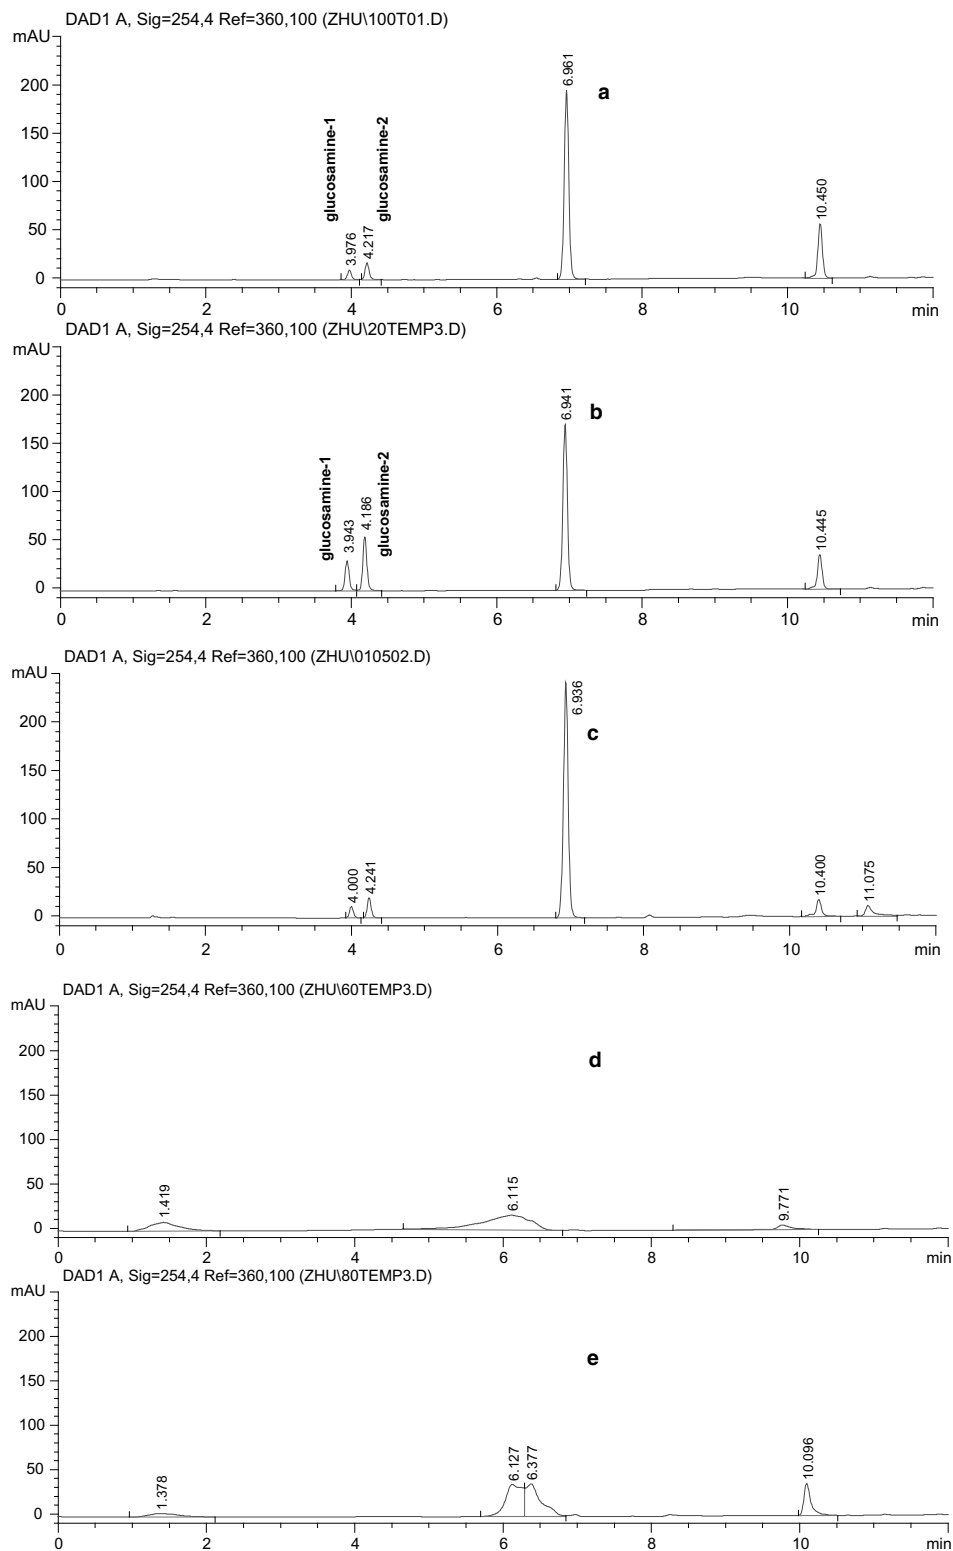 DAD1 A, Sig=254,4 Ref=360,100 (ZHU\100T01.D)
mAU
200
150
100
50
0
glucosamine-1
3.976
4.217
glucosamine-2
6.961
a
10.450
0 2 4 6 8 10 min
DAD1 A, Sig=254,4 Ref=360,100 (ZHU\20TEMP3.D)
mAU
200
150
100
50
0
glucosamine-1
3.943
4.186
glucosamine-2
6.941
b
10.445
0 2 4 6 8 10 min
DAD1 A, Sig=254,4 Ref=360,100 (ZHU\010502.D)
mAU
200
150
100
50
0
4.000
4.241
6.936
c
10.400
11.075
0 2 4 6 8 10 min
DAD1 A, Sig=254,4 Ref=360,100 (ZHU\60TEMP3.D)
mAU
200
150
100
50
0
1.419
6.115
d
9.771
0 2 4 6 8 10 min
DAD1 A, Sig=254,4 Ref=360,100 (ZHU\80TEMP3.D)
mAU
200
150
100
50
0
1.378
6.127
6.377
e
10.096
0 2 4 6 8 10 min